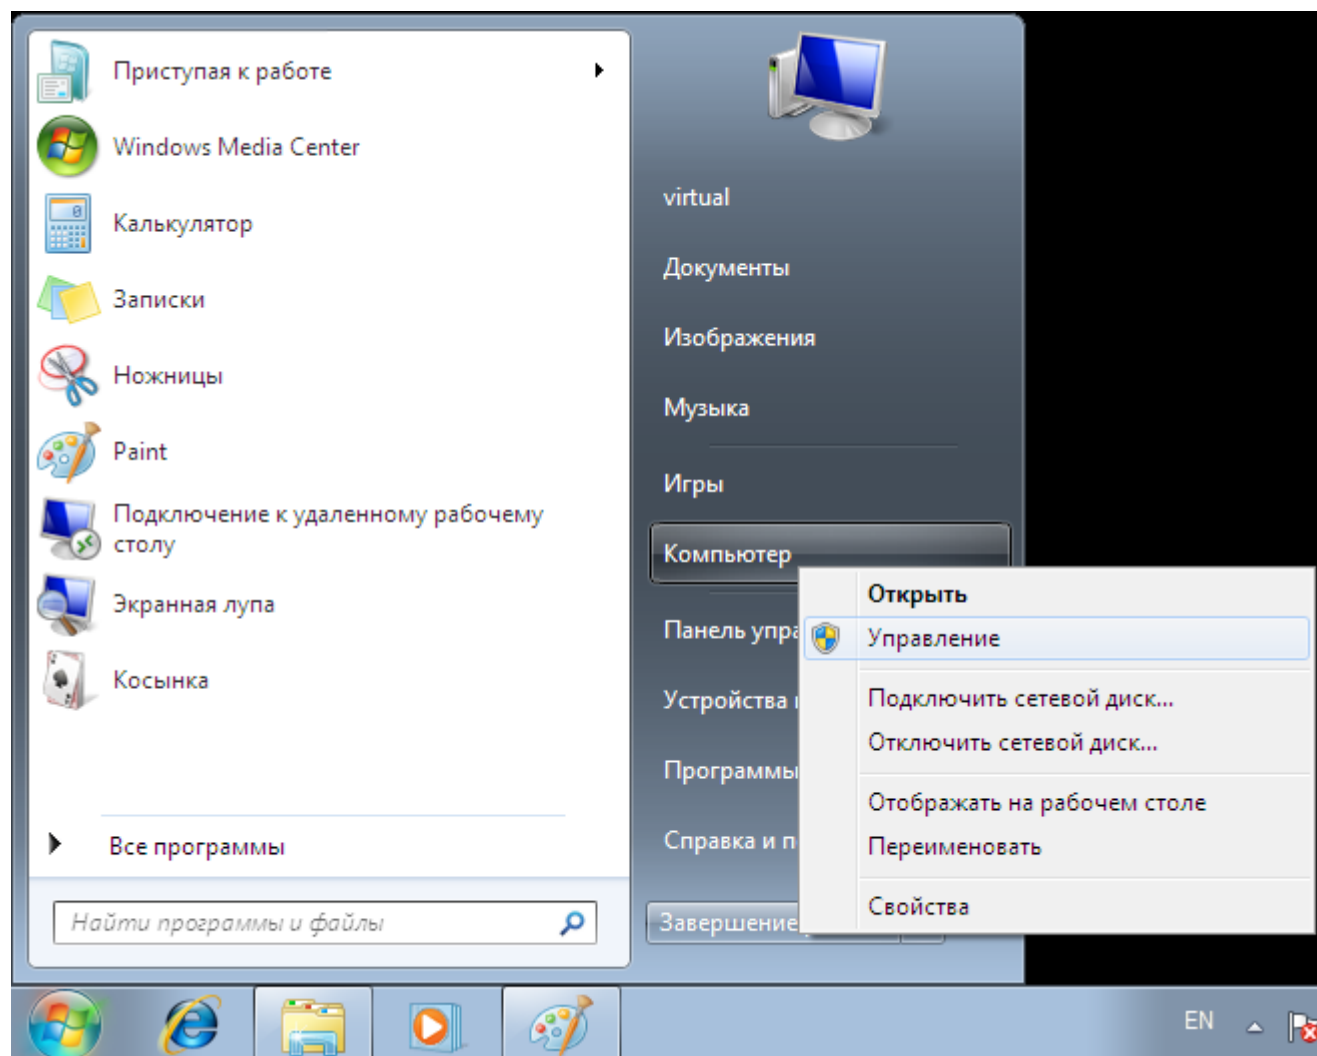 Приступая к работе
Windows Media Center
Калькулятор
Записки
Ножницы
Paint
Подключение к удаленному рабочему
столу
Экранная лупа
Косынка
Все программы
Найти программы и файлы
virtual
Документы
Изображения
Музыка
Игры
Компьютер
Панель упра
Устройства
Программы
Справка и п
Завершение
Открыть
Управление
Подключить сетевой диск...
Отключить сетевой диск...
Отображать на рабочем столе
Переименовать
Свойства
EN